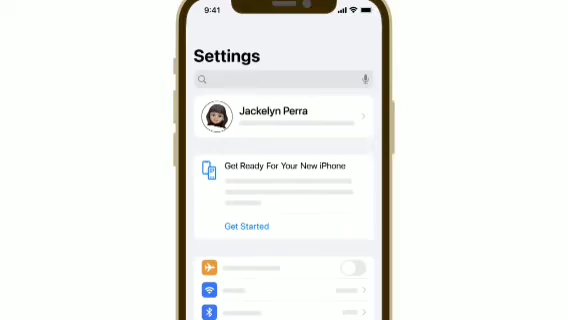 9:41
Settings
Jackelyn Perra
Get Ready For Your New iPhone
Get Started